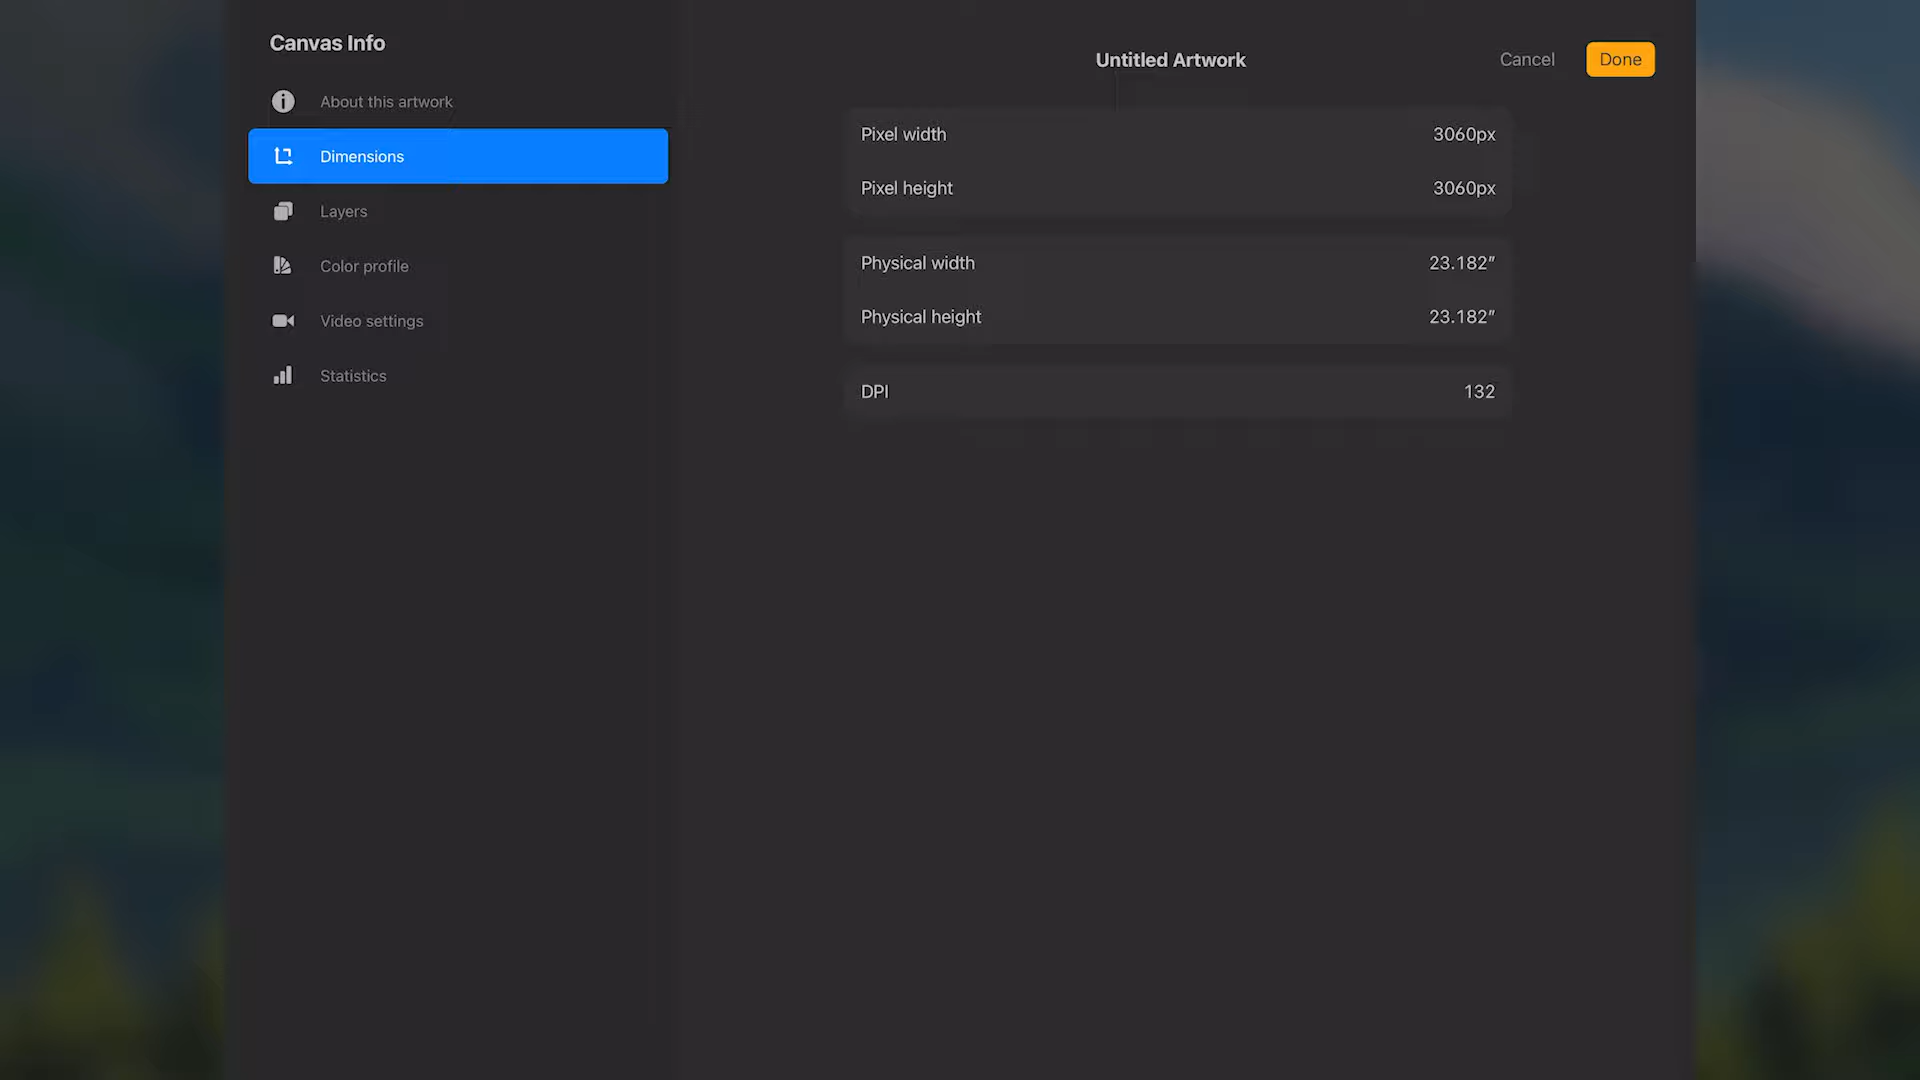 Canvas Info
About this artwork
Dimensions
Layers
Color profile
Video settings
Statistics
Untitled Artwork
Cancel
Done
Pixel width 3060px
Pixel height 3060px
Physical width 23.182″
Physical height 23.182″
DPI 132